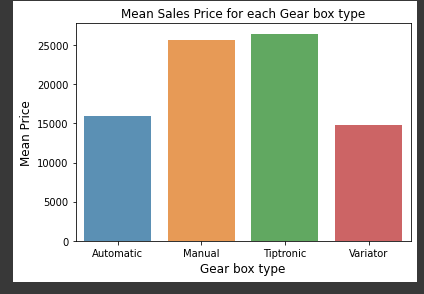 Mean Sales Price for each Gear box type
25000
20000
15000
10000
5000
0
Mean Price
Automatic Manual Tiptronic Variator
Gear box type